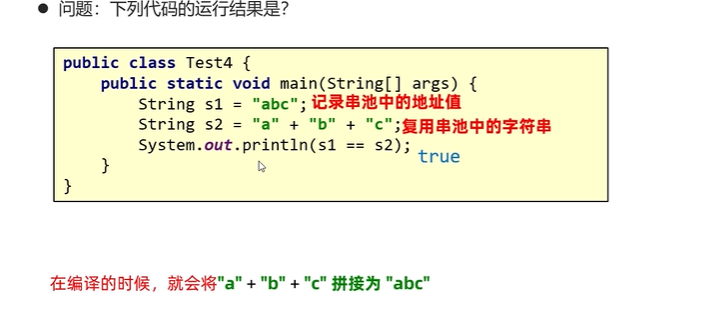 ● 问题：下列代码的运行结果是？
public class Test4 {
public static void main(String[] args) {
String s1 = "abc"; 记录串池中的地址值
String s2 = "a" + "b" + "c";复用串池中的字符串
System.out.println(s1 == s2); true
}
}
在编译的时候，就会将"a" + "b" + "c" 拼接为 "abc"